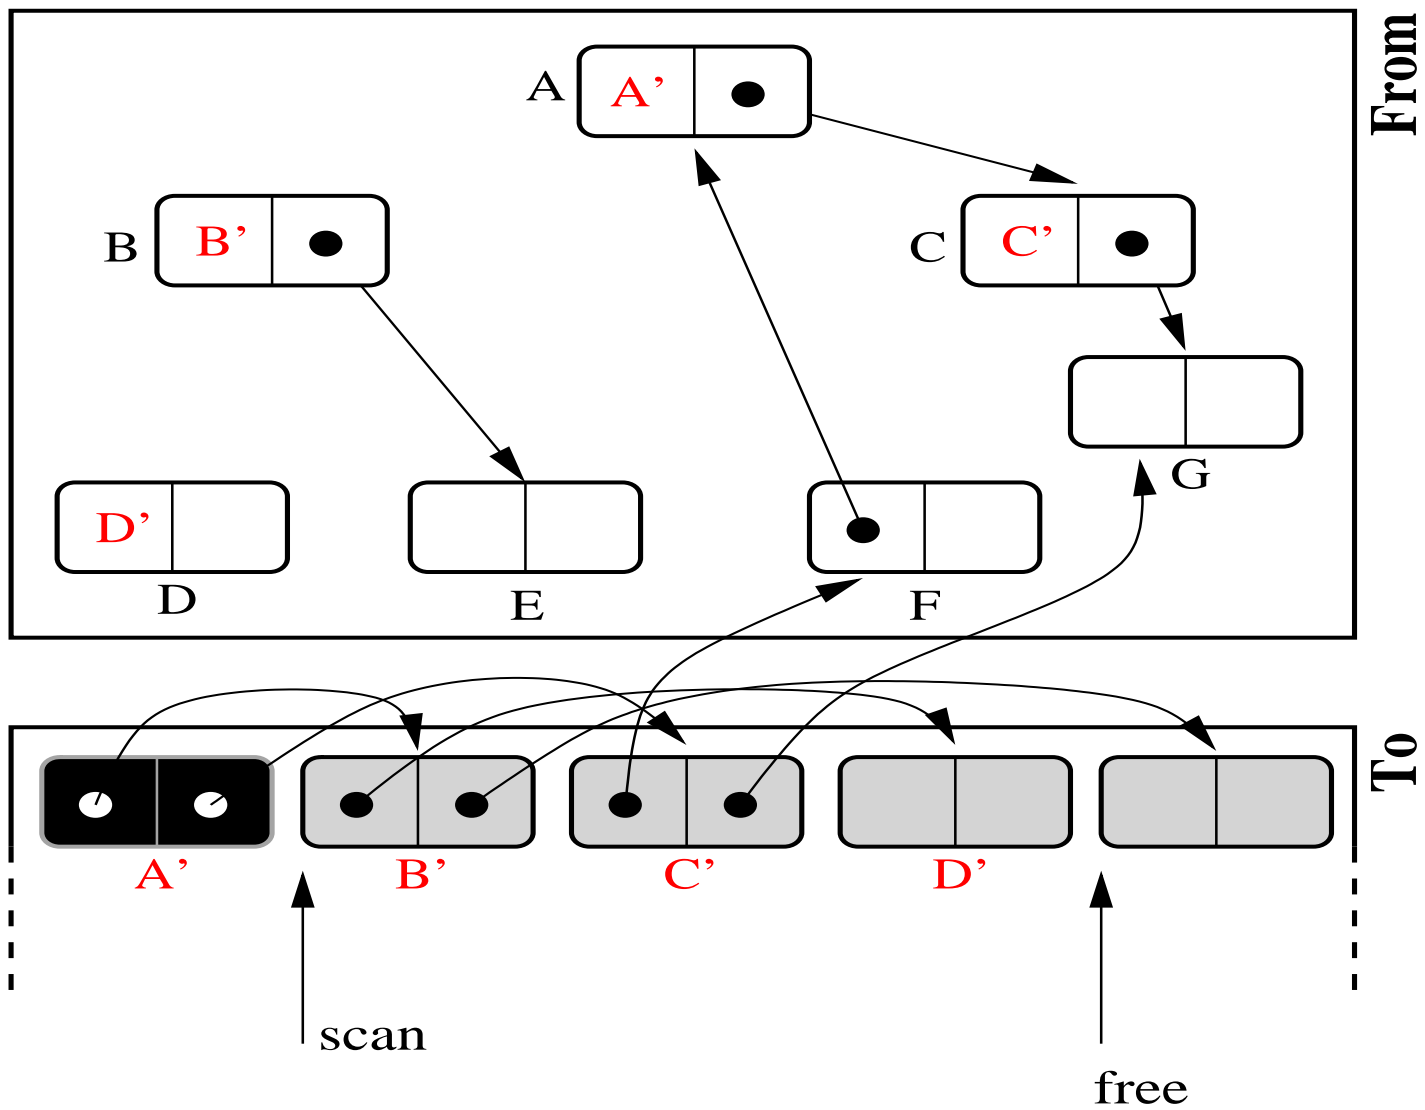 From
A A’
B B’
C C’
G
D’
D
E
F
To
A’ B’ C’ D’
scan
free